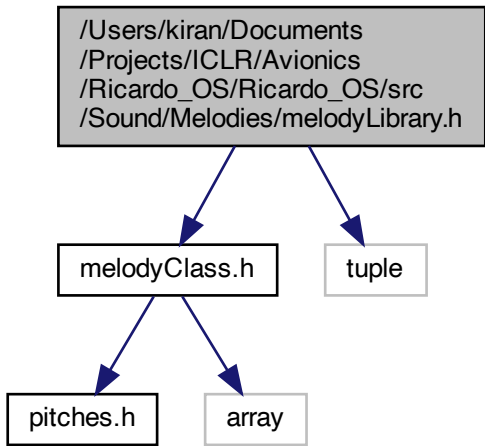 /Users/kiran/Documents
/Projects/ICLR/Avionics
/Ricardo_OS/Ricardo_OS/src
/Sound/Melodies/melodyLibrary.h
melodyClass.h
tuple
pitches.h
array